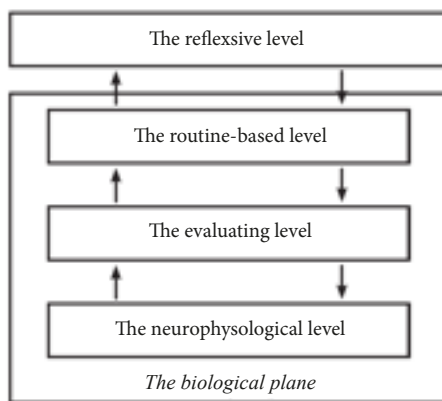 The reflexsive level
The routine-based level
The evaluating level
The neurophysological level
The biological plane